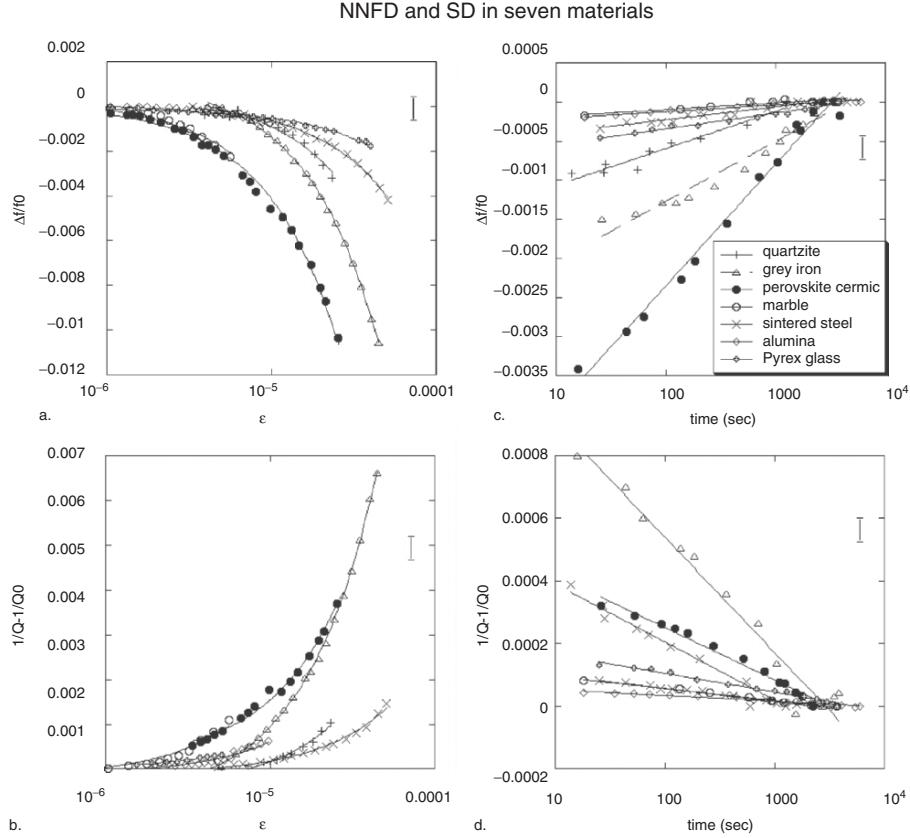 NNFD and SD in seven materials
0.002
0
−0.002
−0.004
−0.006
−0.008
−0.01
−0.012
Δf/f0
10⁻⁶
10⁻⁵
0.0001
a.
ε
0.0005
0
−0.0005
−0.001
−0.0015
−0.002
−0.0025
−0.003
−0.0035
Δf/f0
quartzite
grey iron
perovskite cermic
marble
sintered steel
alumina
Pyrex glass
10
100
1000
10⁴
c.
time (sec)
0.007
0.006
0.005
0.004
0.003
0.002
0.001
0
1/Q-1/Q0
10⁻⁶
10⁻⁵
0.0001
b.
ε
0.0008
0.0006
0.0004
0.0002
0
−0.0002
1/Q-1/Q0
10
100
1000
10⁴
d.
time (sec)